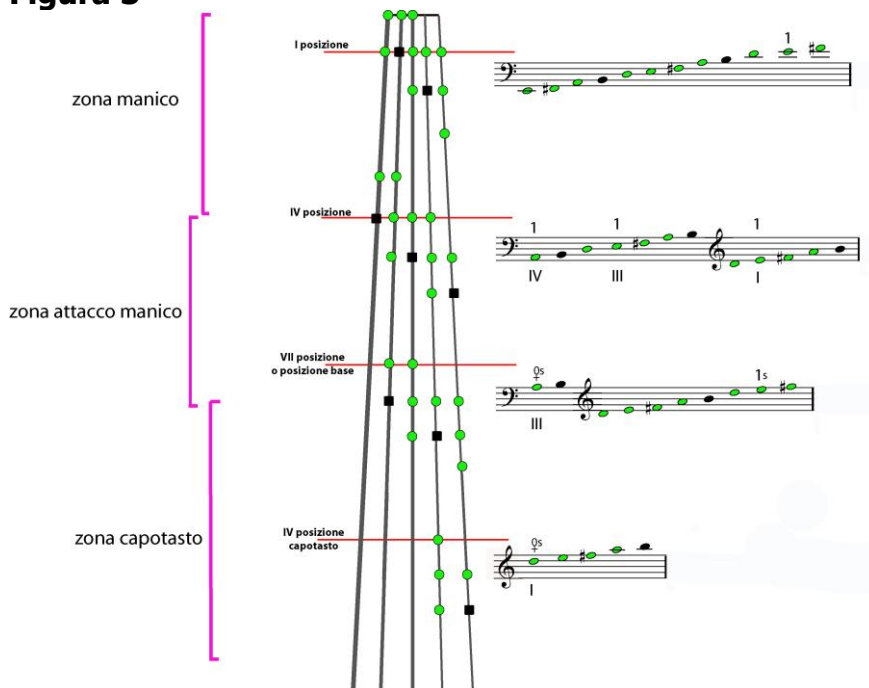 Figura 3
I posizione
1
zona manico
IV posizione
1
1
1
IV
III
I
zona attacco manico
VII posizione
o posizione base
0s
1s
III
IV posizione
capotasto
zona capotasto
0s
I